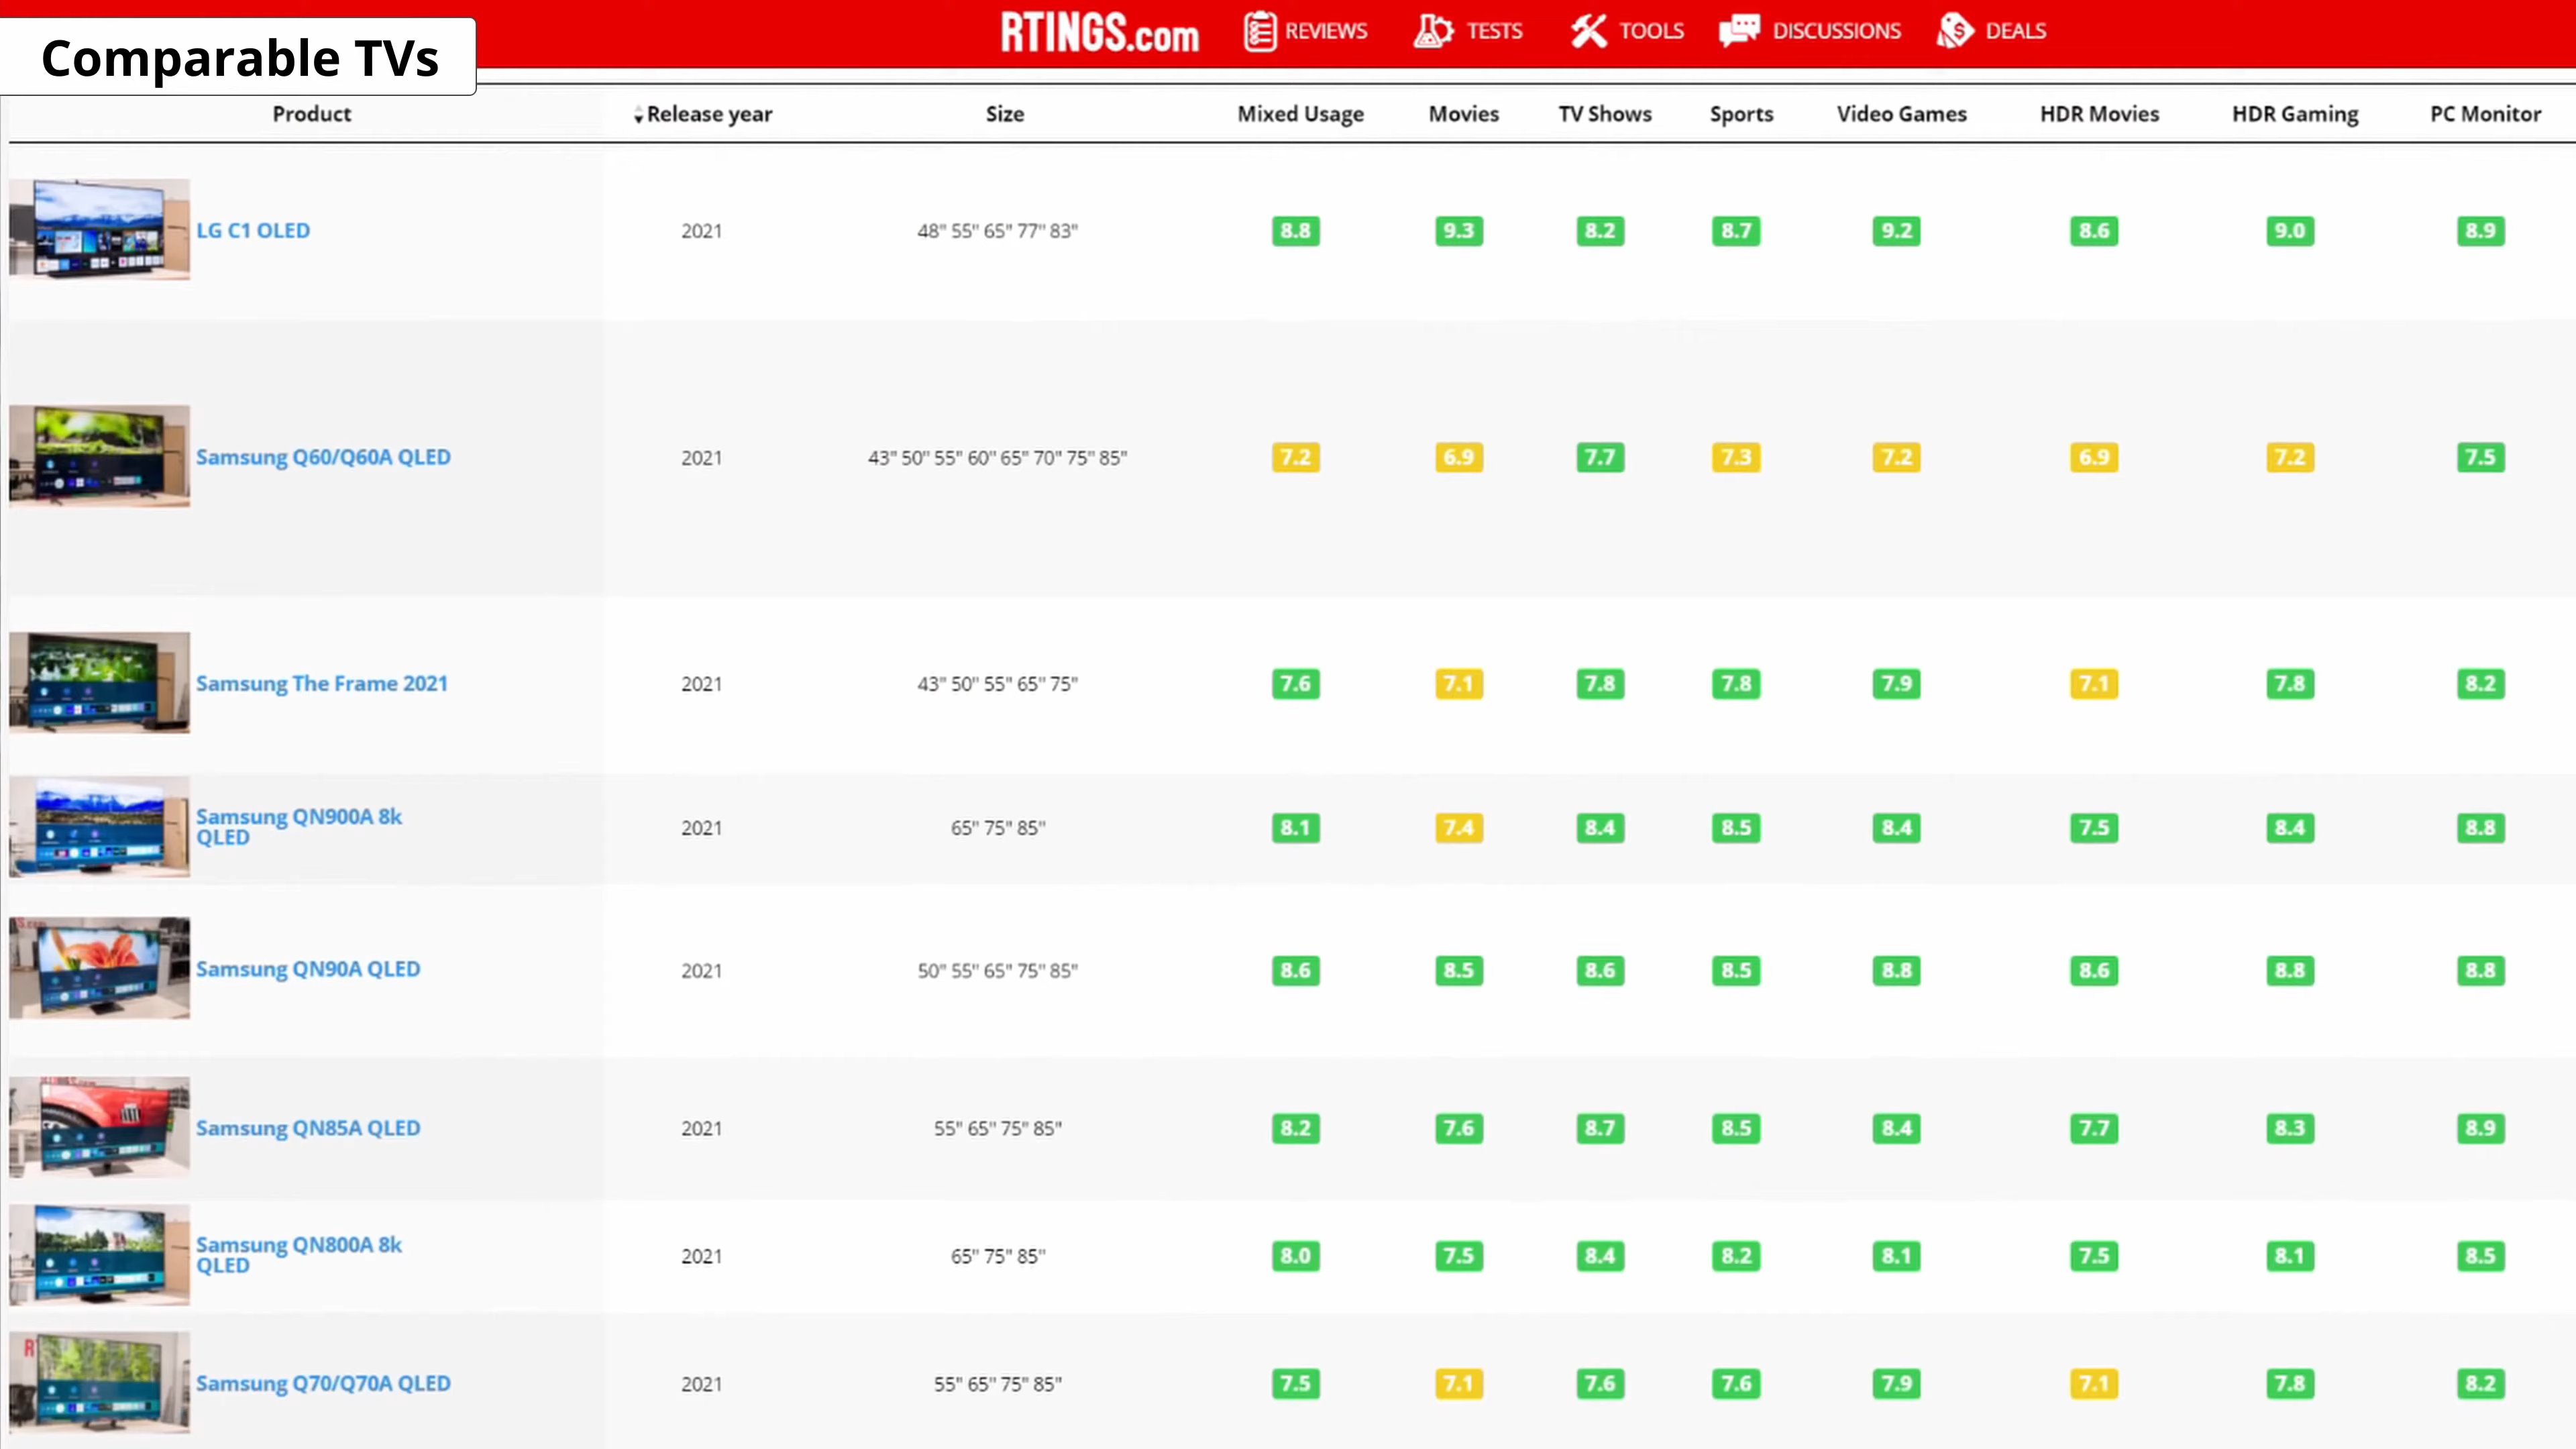 RTINGS.com REVIEWS TESTS TOOLS DISCUSSIONS DEALS
Comparable TVs
Product Release year Size Mixed Usage Movies TV Shows Sports Video Games HDR Movies HDR Gaming PC Monitor
LG C1 OLED 2021 48" 55" 65" 77" 83" 8.8 9.3 8.2 8.7 9.2 8.6 9.0 8.9
Samsung Q60/Q60A QLED 2021 43" 50" 55" 60" 65" 70" 75" 85" 7.2 6.9 7.7 7.3 7.2 6.9 7.2 7.5
Samsung The Frame 2021 2021 43" 50" 55" 65" 75" 7.6 7.1 7.8 7.8 7.9 7.1 7.8 8.2
Samsung QN900A 8k
QLED 2021 65" 75" 85" 8.1 7.4 8.4 8.5 8.4 7.5 8.4 8.8
Samsung QN90A QLED 2021 50" 55" 65" 75" 85" 8.6 8.5 8.6 8.5 8.8 8.6 8.8 8.8
Samsung QN85A QLED 2021 55" 65" 75" 85" 8.2 7.6 8.7 8.5 8.4 7.7 8.3 8.9
Samsung QN800A 8k
QLED 2021 65" 75" 85" 8.0 7.5 8.4 8.2 8.1 7.5 8.1 8.5
Samsung Q70/Q70A QLED 2021 55" 65" 75" 85" 7.5 7.1 7.6 7.6 7.9 7.1 7.8 8.2